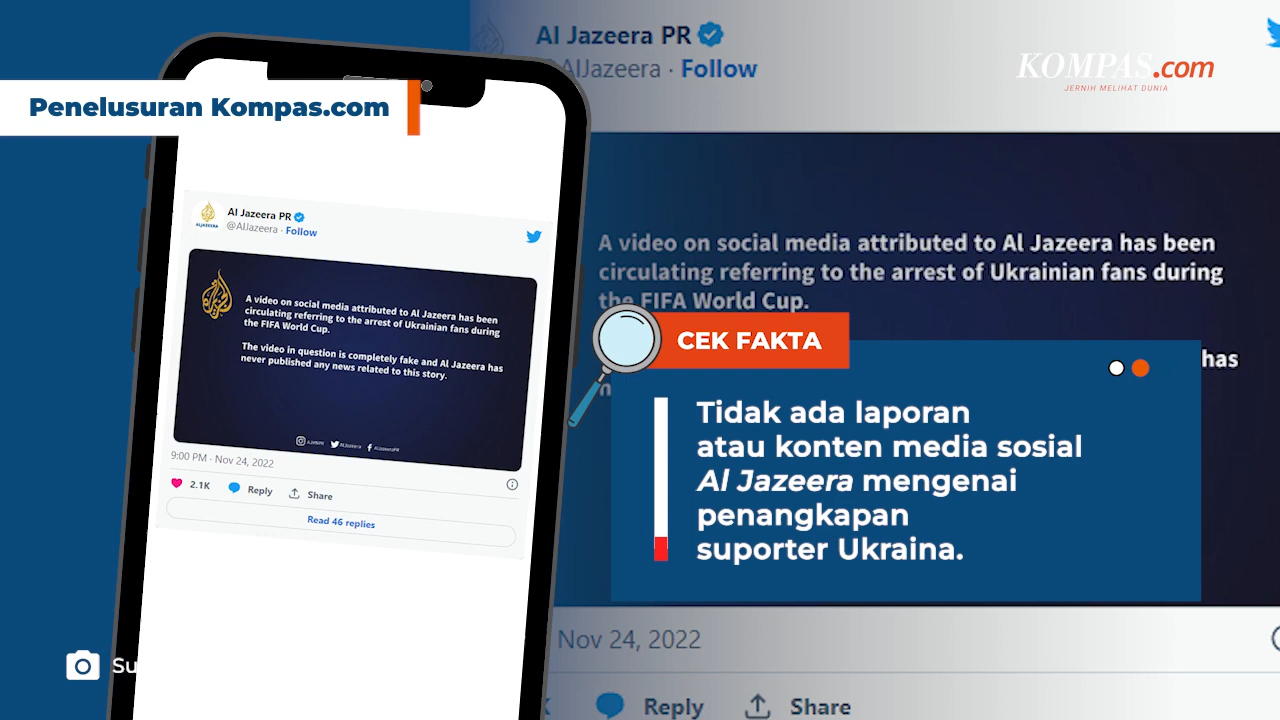 Penelusuran Kompas.com
KOMPAS.com
JERNIH MELIHAT DUNIA
Al Jazeera PR
@AlJazeera · Follow
A video on social media attributed to Al Jazeera has been
circulating referring to the arrest of Ukrainian fans during
the FIFA World Cup.
has
Nov 24, 2022
Reply
Share
ALJAZEERA
Al Jazeera PR
@AlJazeera · Follow
A video on social media attributed to Al Jazeera has been
circulating referring to the arrest of Ukrainian fans during
the FIFA World Cup.
The video in question is completely fake and Al Jazeera has
never published any news related to this story.
9:00 PM · Nov 24, 2022
2.1K
Reply
Share
Read 46 replies
CEK FAKTA
Tidak ada laporan
atau konten media sosial
Al Jazeera mengenai
penangkapan
suporter Ukraina.
Su